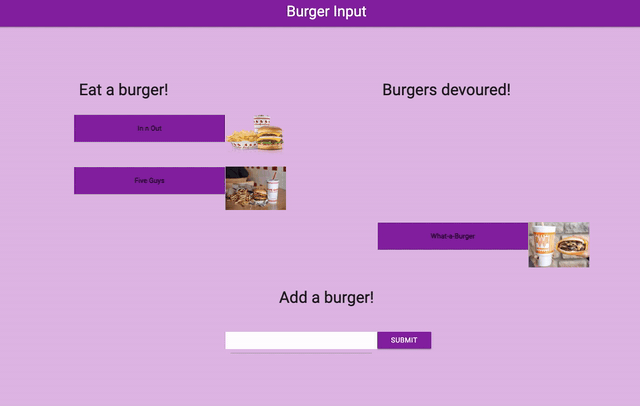 Burger Input
Eat a burger!
Burgers devoured!
In n Out
Five Guys
What-a-Burger
Add a burger!
SUBMIT